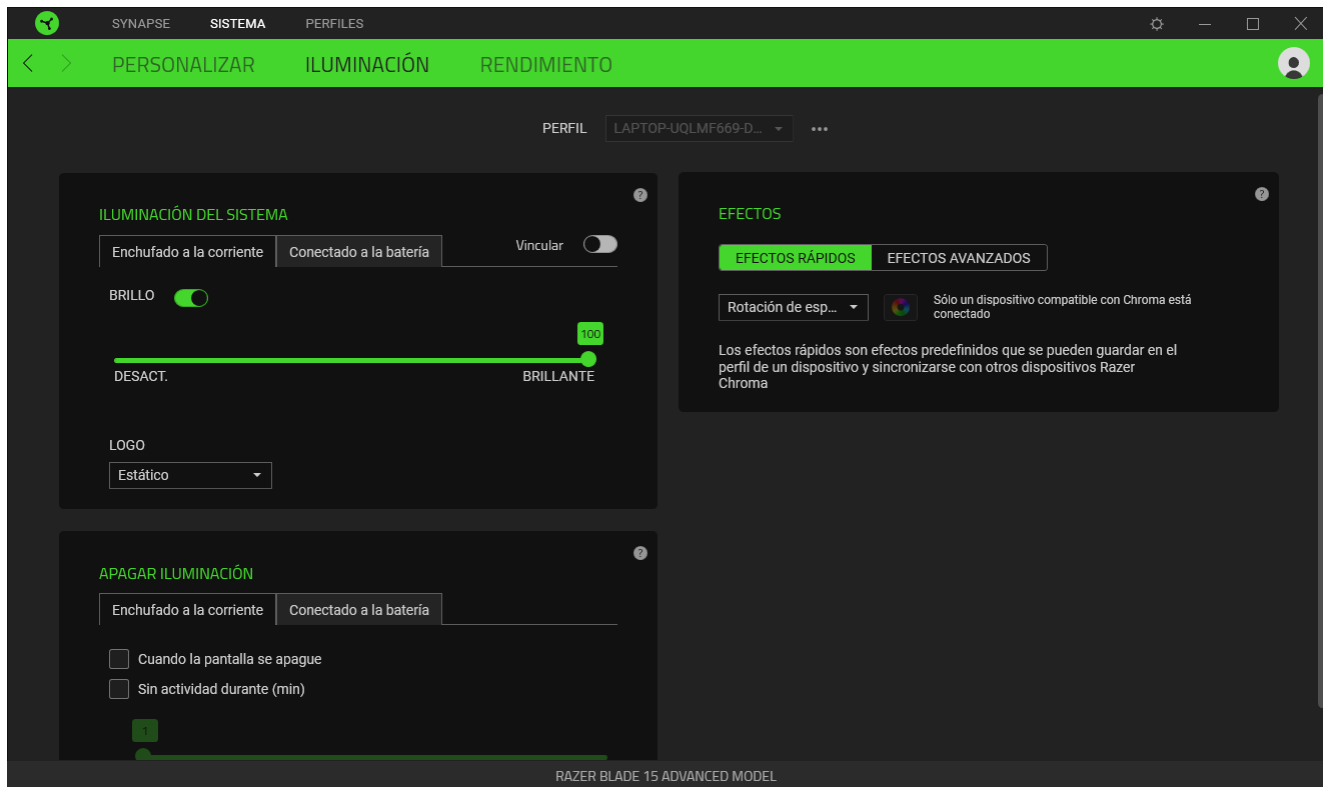 SYNAPSE SISTEMA PERFILES
PERSONALIZAR ILUMINACIÓN RENDIMIENTO
PERFIL LAPTOP-UQLMF669-D...
ILUMINACIÓN DEL SISTEMA
Enchufado a la corriente Conectado a la batería Vincular
BRILLO
100
DESACT. BRILLANTE
LOGO
Estático
EFECTOS
EFECTOS RÁPIDOS EFECTOS AVANZADOS
Rotación de esp... Sólo un dispositivo compatible con Chroma está
conectado
Los efectos rápidos son efectos predefinidos que se pueden guardar en el
perfil de un dispositivo y sincronizarse con otros dispositivos Razer
Chroma
APAGAR ILUMINACIÓN
Enchufado a la corriente Conectado a la batería
Cuando la pantalla se apague
Sin actividad durante (min)
1
RAZER BLADE 15 ADVANCED MODEL